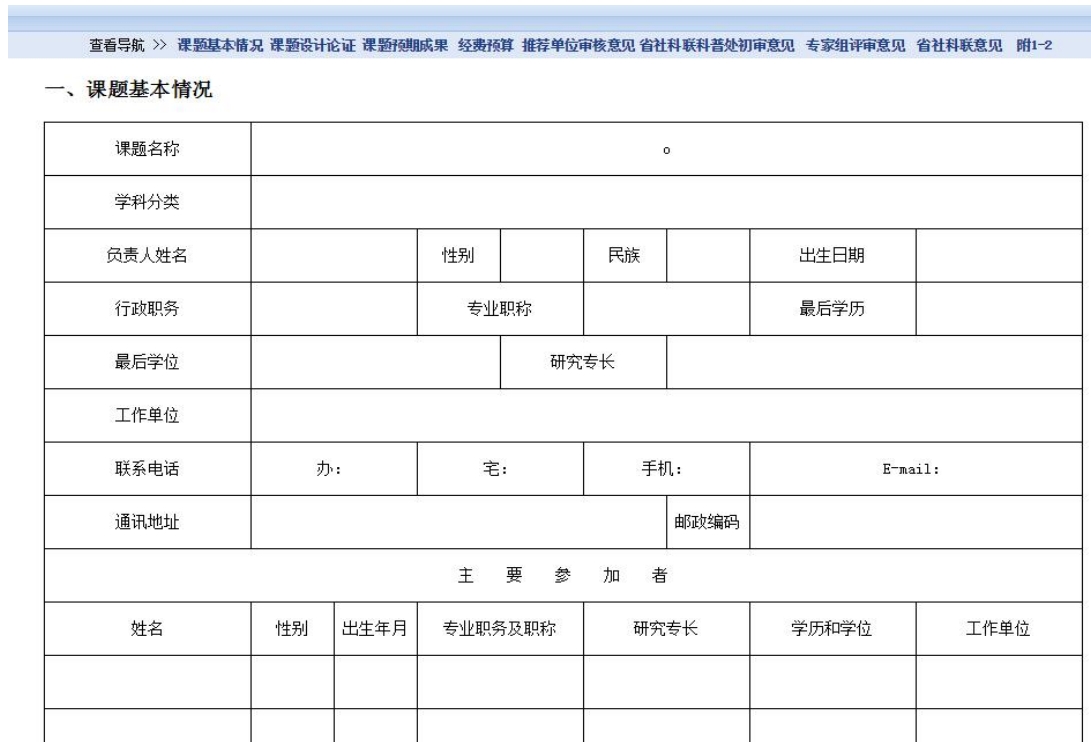 查看导航 >> 课题基本情况 课题设计论证 课题预期成果 经费预算 推荐单位审核意见 省社科联科普处初审意见 专家组评审意见 省社科联意见 附1-2
一、课题基本情况
课题名称 o
学科分类
负责人姓名 性别 民族 出生日期
行政职务 专业职称 最后学历
最后学位 研究专长
工作单位
联系电话 办: 宅: 手机: E-mail:
通讯地址 邮政编码
主 要 参 加 者
姓名 性别 出生年月 专业职务及职称 研究专长 学历和学位 工作单位